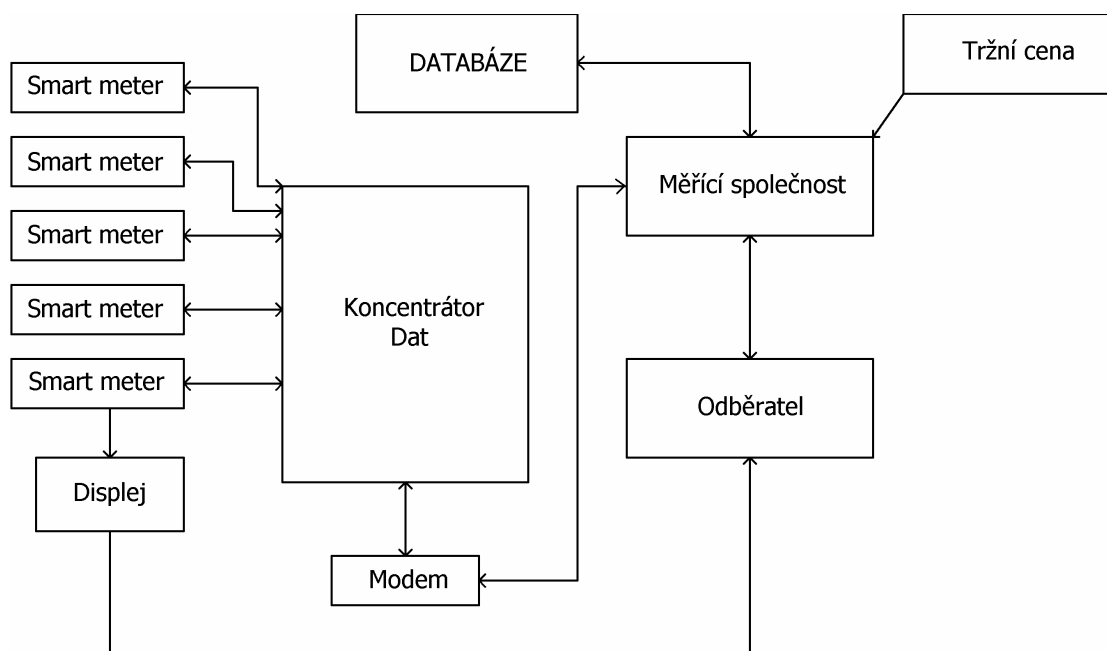 DATABÁZE
Tržní cena
Smart meter
Smart meter
Smart meter
Smart meter
Smart meter
Měřící společnost
Koncentrátor
Dat
Odběratel
Displej
Modem